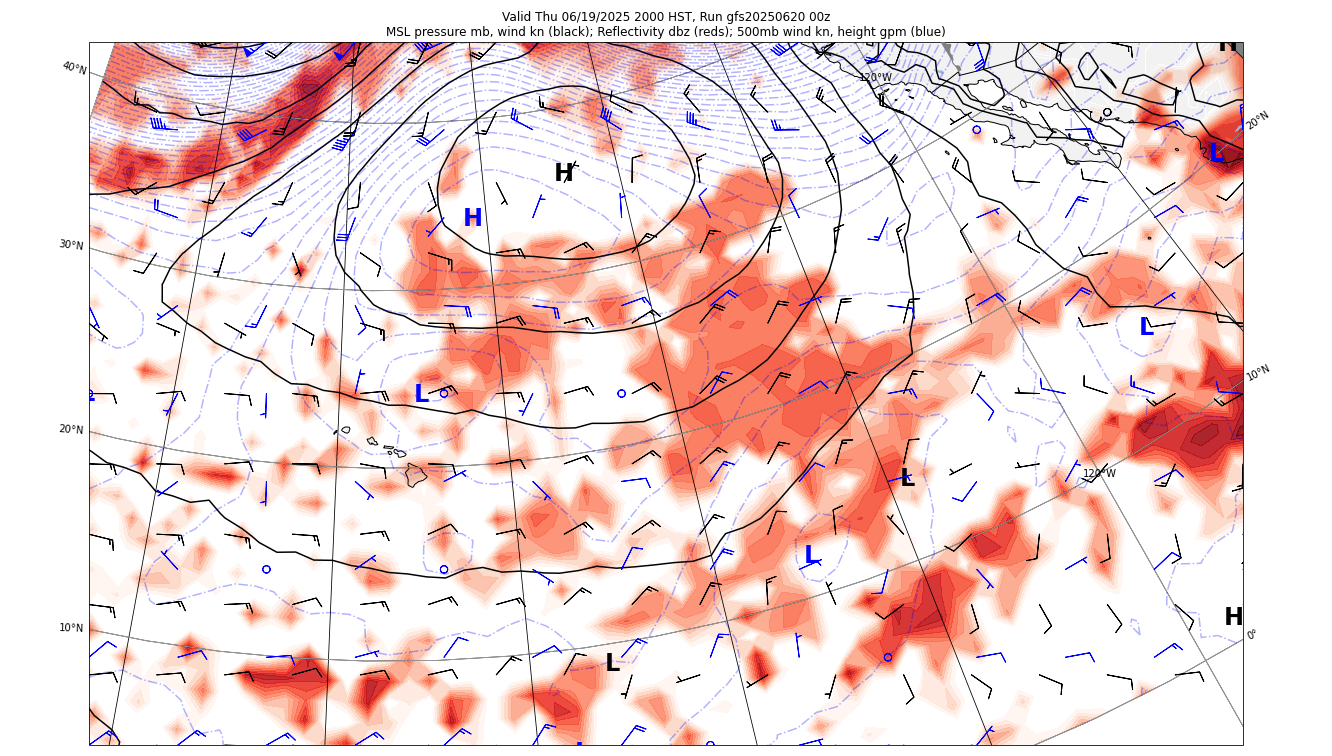 Valid Thu 06/19/2025 2000 HST, Run gfs20250620 00z
MSL pressure mb, wind kn (black); Reflectivity dbz (reds); 500mb wind kn, height gpm (blue)
H
40°N
120°W
20°N
L
H
H
30°N
L
10°N
L
20°N
120°W
L
L
H
10°N
0°
L